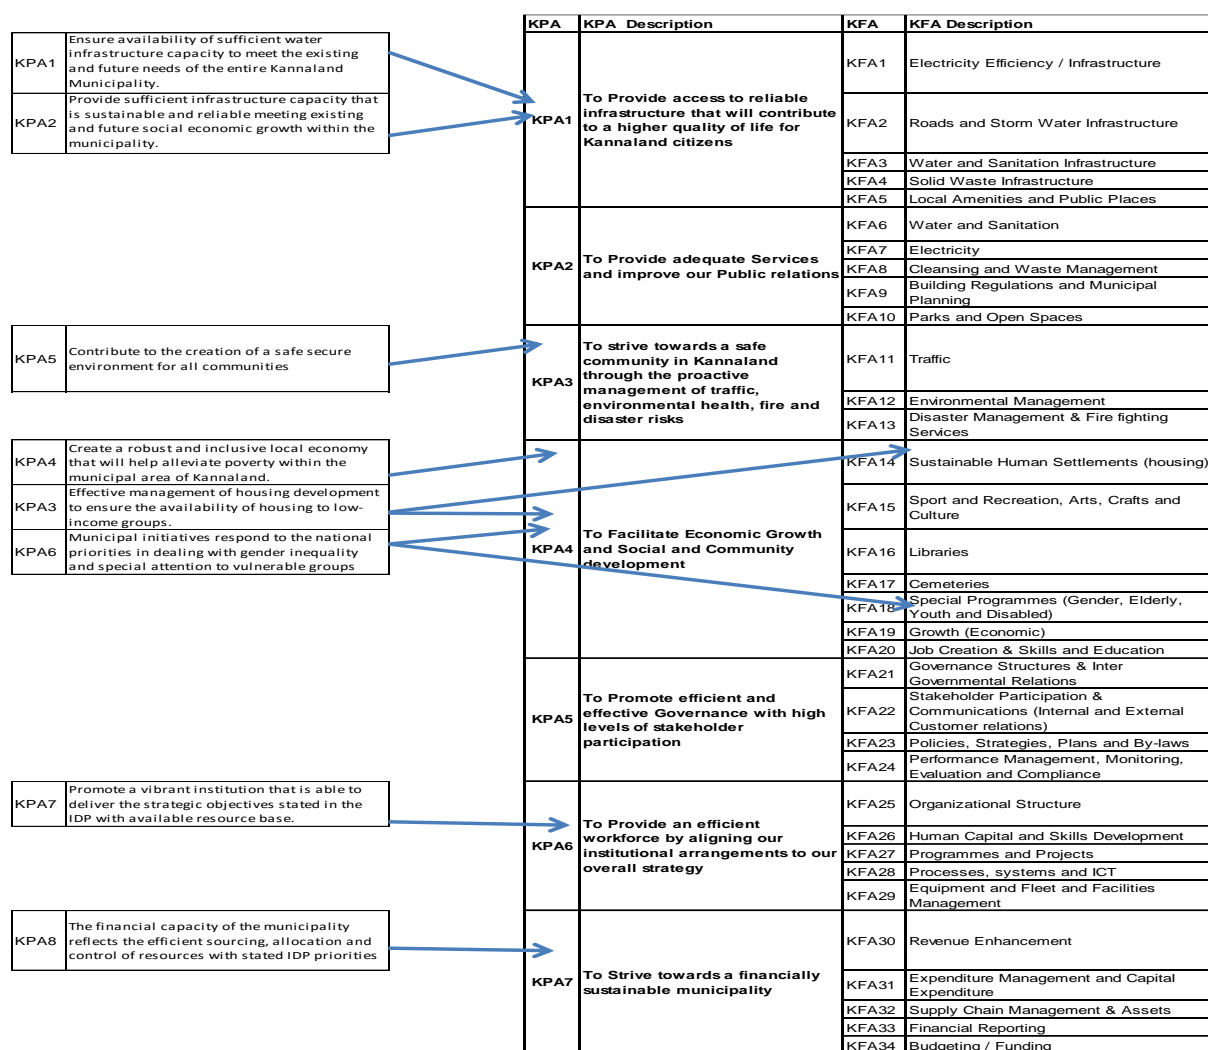 KPA KPA Description KFA KFA Description
KPA1
Ensure availability of sufficient water
infrastructure capacity to meet the existing
and future needs of the entire Kannaland
Municipality.
KPA2
Provide sufficient infrastructure capacity that
is sustainable and reliable meeting existing
and future social economic growth within the
municipality.
KPA1
To Provide access to reliable
infrastructure that will contribute
to a higher quality of life for
Kannaland citizens
KFA1 Electricity Efficiency / Infrastructure
KFA2 Roads and Storm Water Infrastructure
KFA3 Water and Sanitation Infrastructure
KFA4 Solid Waste Infrastructure
KFA5 Local Amenities and Public Places
KPA2
To Provide adequate Services
and improve our Public relations
KFA6 Water and Sanitation
KFA7 Electricity
KFA8 Cleansing and Waste Management
KFA9 Building Regulations and Municipal
Planning
KFA10 Parks and Open Spaces
KPA5
Contribute to the creation of a safe secure
environment for all communities
KPA3
To strive towards a safe
community in Kannaland
through the proactive
management of traffic,
environmental health, fire and
disaster risks
KFA11 Traffic
KFA12 Environmental Management
KFA13 Disaster Management & Fire fighting
Services
KPA4
Create a robust and inclusive local economy
that will help alleviate poverty within the
municipal area of Kannaland.
KPA3
Effective management of housing development
to ensure the availability of housing to low-
income groups.
KPA6
Municipal initiatives respond to the national
priorities in dealing with gender inequality
and special attention to vulnerable groups
KPA4
To Facilitate Economic Growth
and Social and Community
development
KFA14 Sustainable Human Settlements (housing)
KFA15 Sport and Recreation, Arts, Crafts and
Culture
KFA16 Libraries
KFA17 Cemeteries
KFA18 Special Programmes (Gender, Elderly,
Youth and Disabled)
KFA19 Growth (Economic)
KFA20 Job Creation & Skills and Education
KPA5
To Promote efficient and
effective Governance with high
levels of stakeholder
participation
KFA21 Governance Structures & Inter
Governmental Relations
KFA22 Stakeholder Participation &
Communications (Internal and External
Customer relations)
KFA23 Policies, Strategies, Plans and By-laws
KFA24 Performance Management, Monitoring,
Evaluation and Compliance
KPA7
Promote a vibrant institution that is able to
deliver the strategic objectives stated in the
IDP with available resource base.
KPA6
To Provide an efficient
workforce by aligning our
institutional arrangements to our
overall strategy
KFA25 Organizational Structure
KFA26 Human Capital and Skills Development
KFA27 Programmes and Projects
KFA28 Processes, systems and ICT
KFA29 Equipment and Fleet and Facilities
Management
KPA8
The financial capacity of the municipality
reflects the efficient sourcing, allocation and
control of resources with stated IDP priorities
KPA7
To Strive towards a financially
sustainable municipality
KFA30 Revenue Enhancement
KFA31 Expenditure Management and Capital
Expenditure
KFA32 Supply Chain Management & Assets
KFA33 Financial Reporting
KFA34 Budgeting / Funding